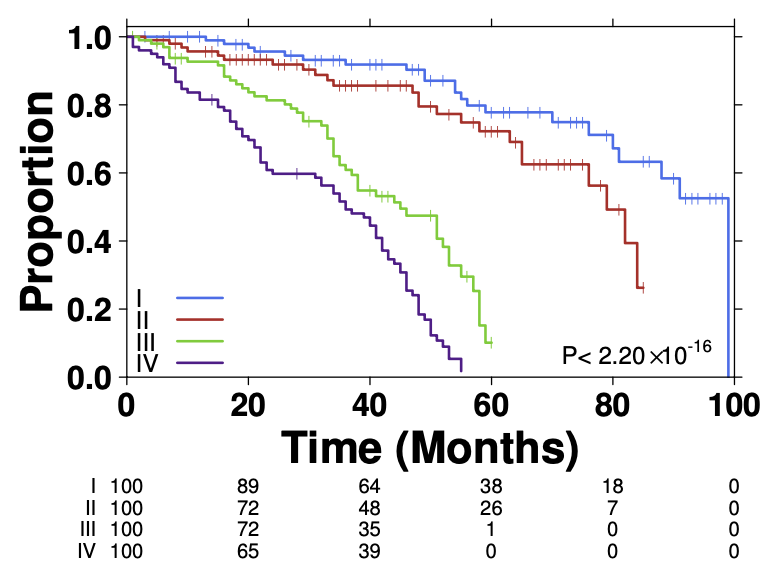 1.0
0.8
0.6
0.4
0.2
0.0
Proportion
I
II
III
IV
P< 2.20×10-16
0 20 40 60 80 100
Time (Months)
I 100 89 64 38 18 0
II 100 72 48 26 7 0
III 100 72 35 1 0 0
IV 100 65 39 0 0 0